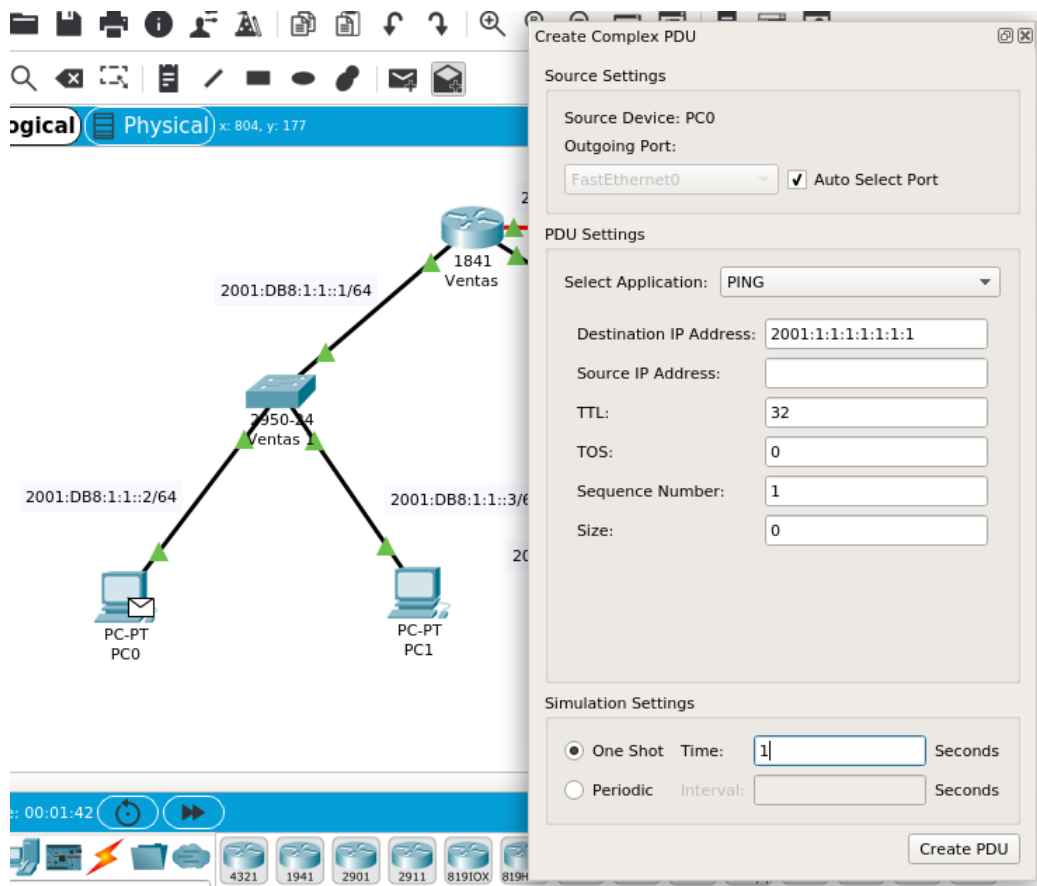 Create Complex PDU
Source Settings
Source Device: PC0
Outgoing Port:
FastEthernet0
Auto Select Port
PDU Settings
Select Application: PING
Destination IP Address: 2001:1:1:1:1:1:1:1
Source IP Address:
TTL: 32
TOS: 0
Sequence Number: 1
Size: 0
Simulation Settings
One Shot Time: 1 Seconds
Periodic Interval: Seconds
Create PDU
ogical Physical x: 804, y: 177
2
1841
Ventas
2001:DB8:1:1::1/64
2950-24
Ventas 1
2001:DB8:1:1::2/64
2001:DB8:1:1::3/6
20
PC-PT
PC0
PC-PT
PC1
: 00:01:42
4321 1941 2901 2911 819IOX 819H